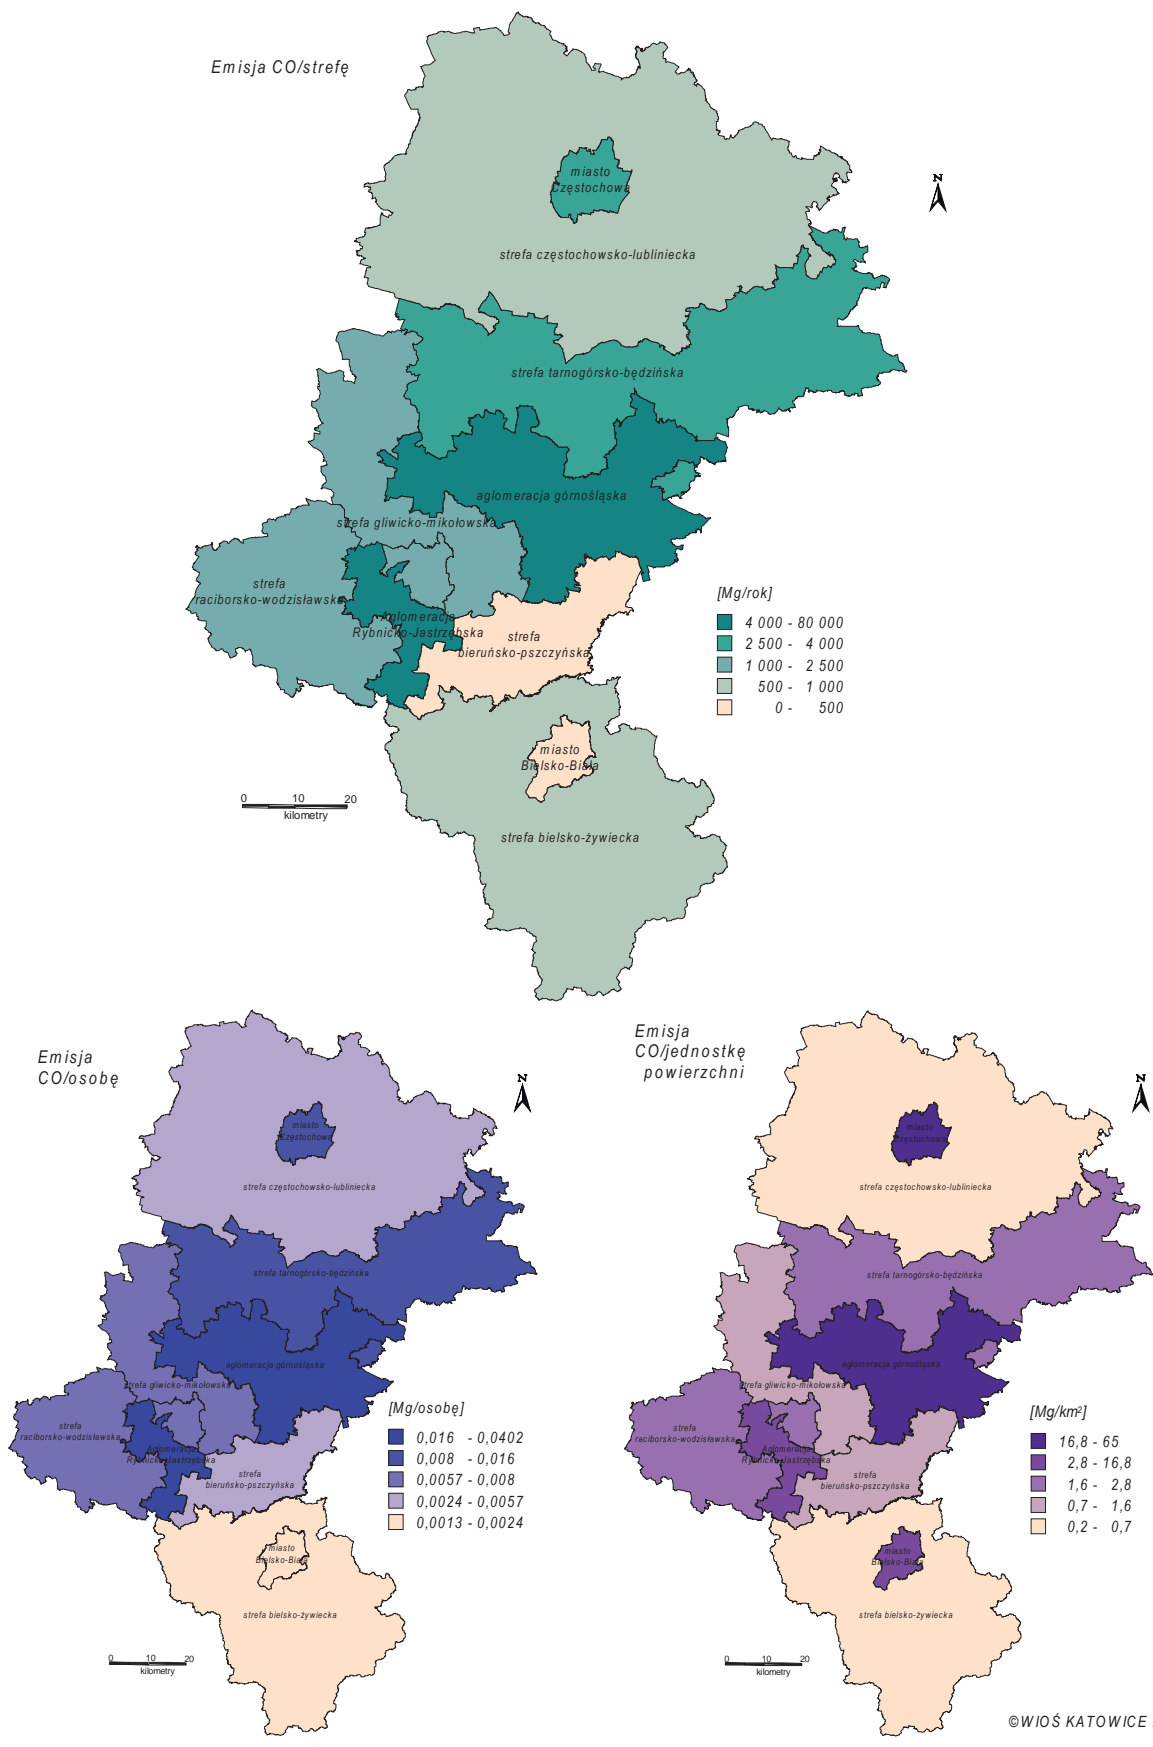 Emisja CO/strefę
miasto
Częstochowa
N
strefa częstochowsko-lubliniecka
strefa tarnogórsko-będzińska
aglomeracja górnośląska
strefa gliwicko-mikołowska
strefa
raciborsko-wodzisławska
Aglomeracja
Rybnicko-Jastrzębska
strefa
bieruńsko-pszczyńska
[Mg/rok]
4 000 - 80 000
2 500 - 4 000
1 000 - 2 500
500 - 1 000
0 - 500
miasto
Bielsko-Biała
0 10 20
kilometry
strefa bielsko-żywiecka
Emisja
CO/osobę
N
miasto
Częstochowa
strefa częstochowsko-lubliniecka
strefa tarnogórsko-będzińska
aglomeracja górnośląska
strefa gliwicko-mikołowska
strefa
raciborsko-wodzisławska
Aglomeracja
Rybnicko-Jastrzębska
strefa
bieruńsko-pszczyńska
[Mg/osobę]
0,016 - 0,0402
0,008 - 0,016
0,0057 - 0,008
0,0024 - 0,0057
0,0013 - 0,0024
miasto
Bielsko-Biała
strefa bielsko-żywiecka
0 10 20
kilometry
Emisja
CO/jednostkę
powierzchni
N
miasto
Częstochowa
strefa częstochowsko-lubliniecka
strefa tarnogórsko-będzińska
aglomeracja górnośląska
strefa gliwicko-mikołowska
strefa
raciborsko-wodzisławska
Aglomeracja
Rybnicko-Jastrzębska
strefa
bieruńsko-pszczyńska
[Mg/km²]
16,8 - 65
2,8 - 16,8
1,6 - 2,8
0,7 - 1,6
0,2 - 0,7
miasto
Bielsko-Biała
strefa bielsko-żywiecka
0 10 20
kilometry
©WIOŚ KATOWICE